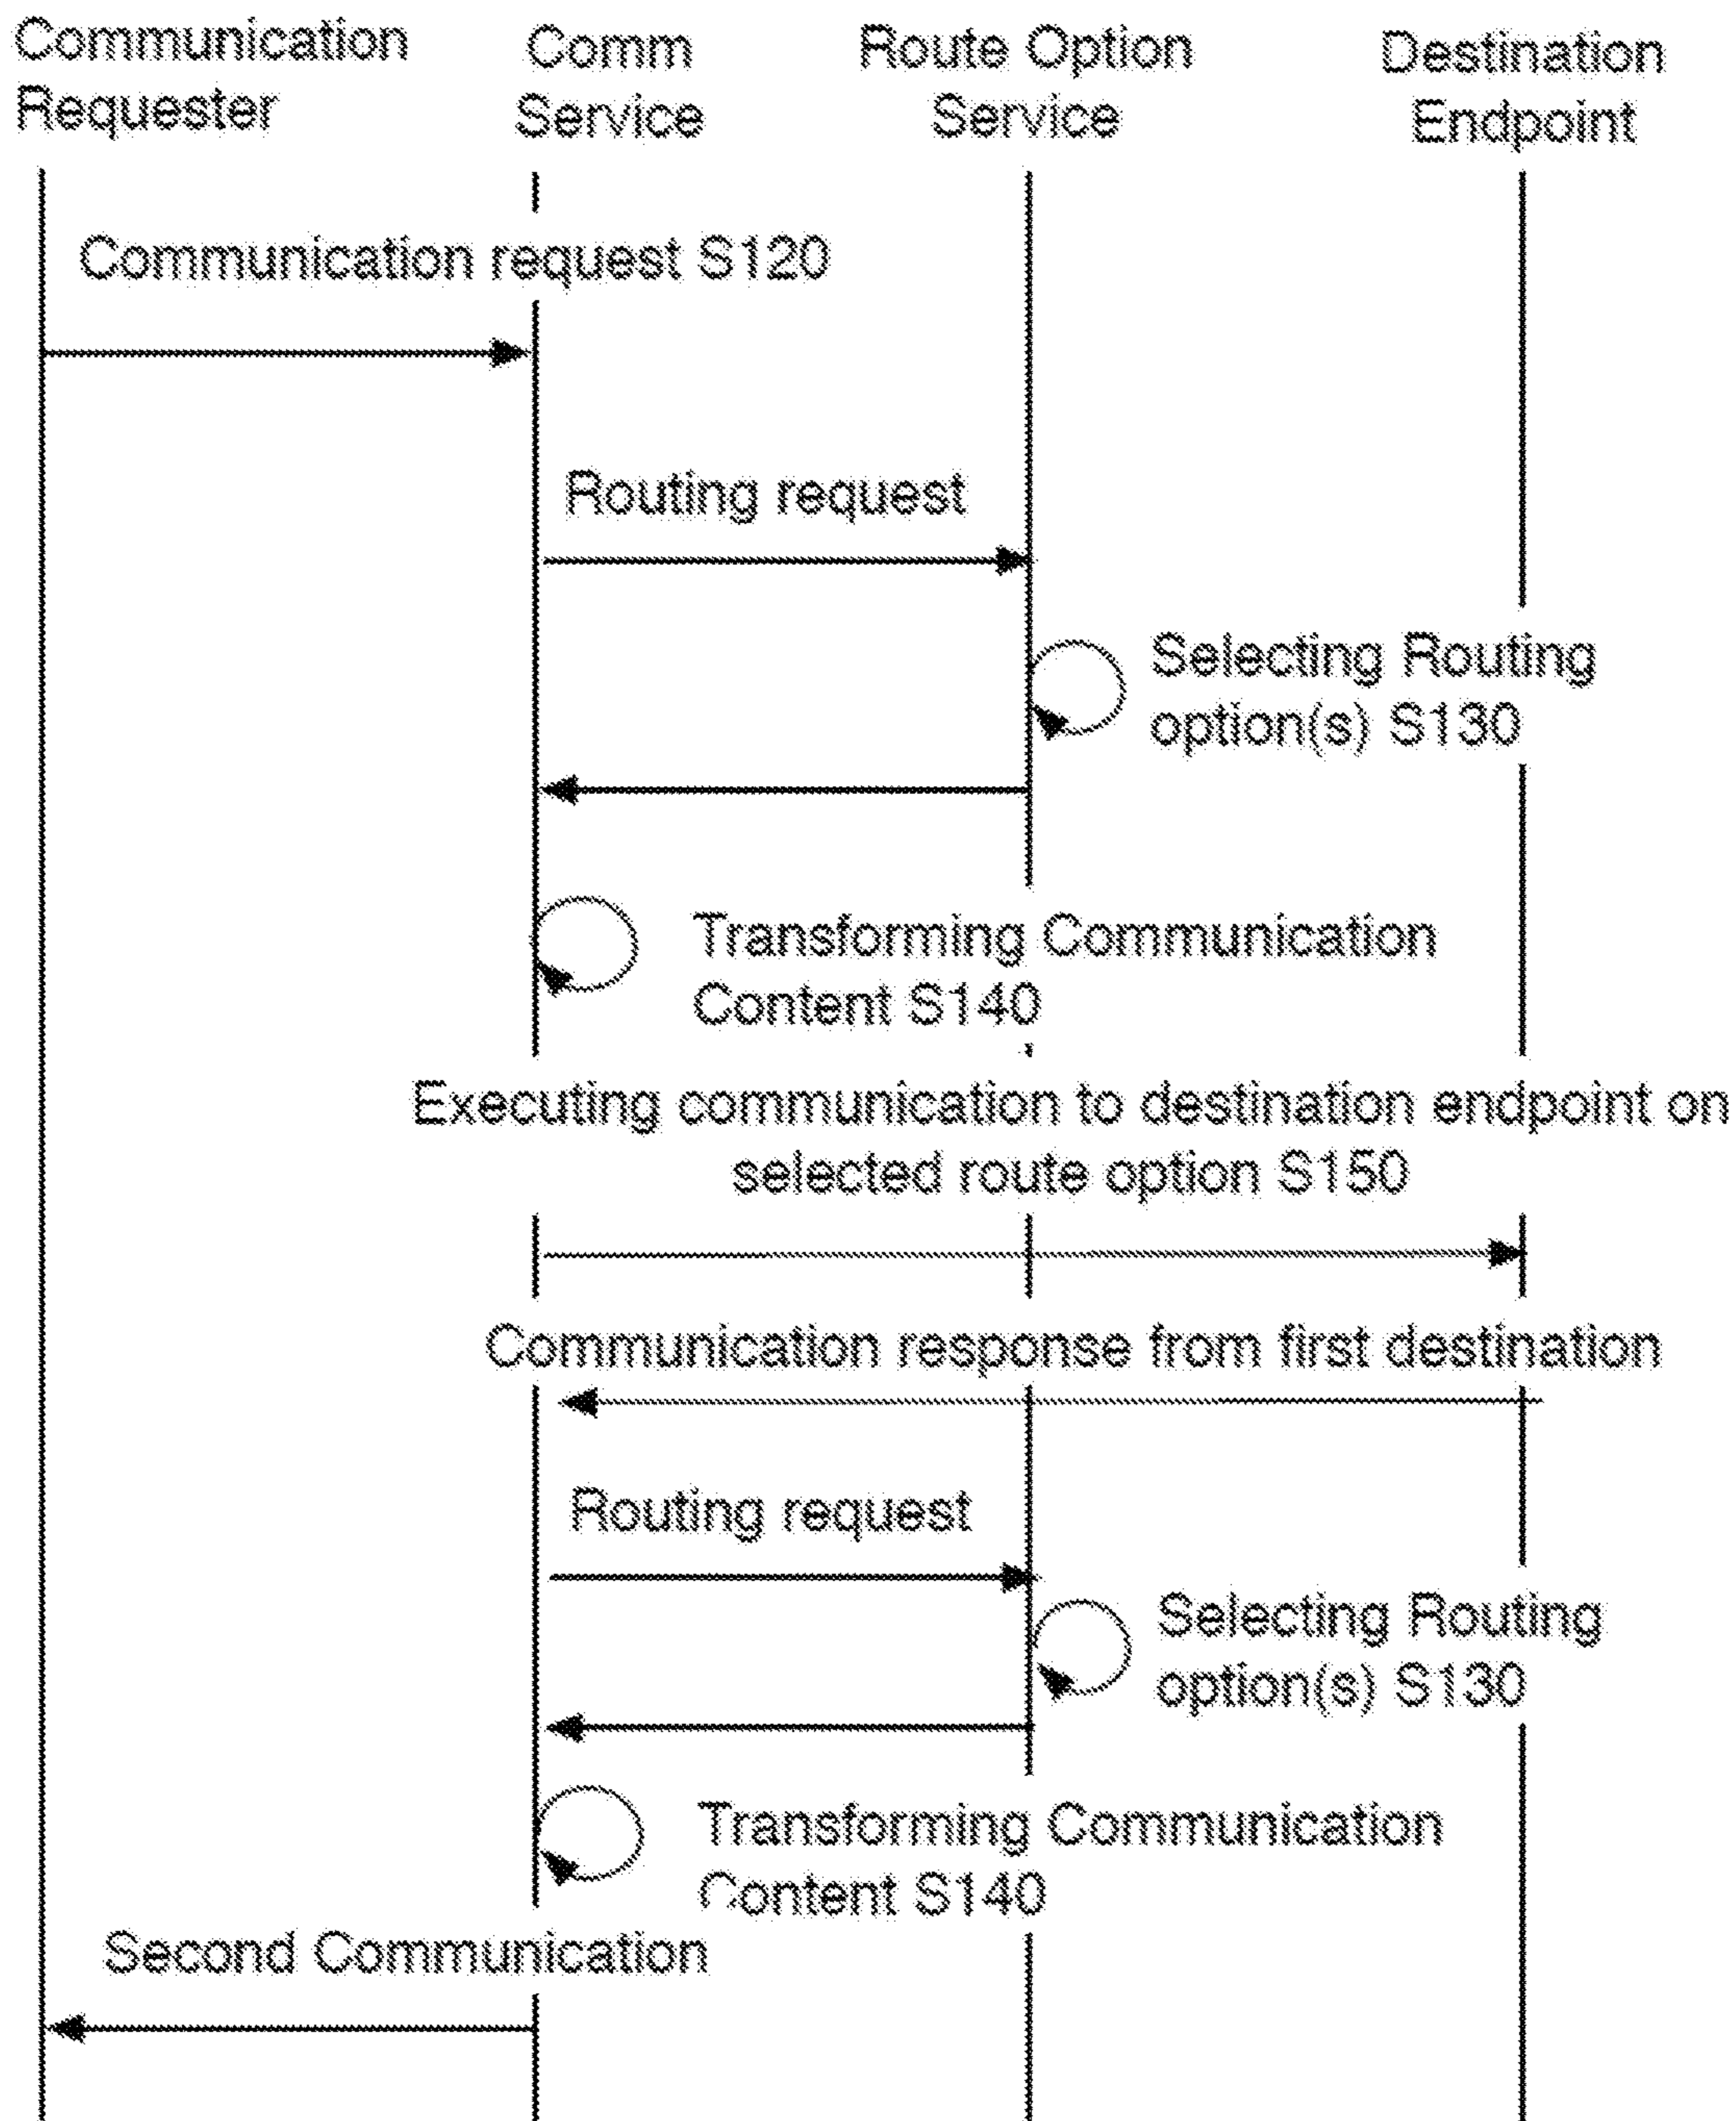 Communication
Requester
Comm
Service
Route Option
Service
Destination
Endpoint
Communication request S120
Routing request
Selecting Routing
option(s) S130
Transforming Communication
Content S140
Executing communication to destination endpoint on
selected route option S150
Communication response from first destination
Routing request
Selecting Routing
option(s) S130
Transforming Communication
Content S140
Second Communication